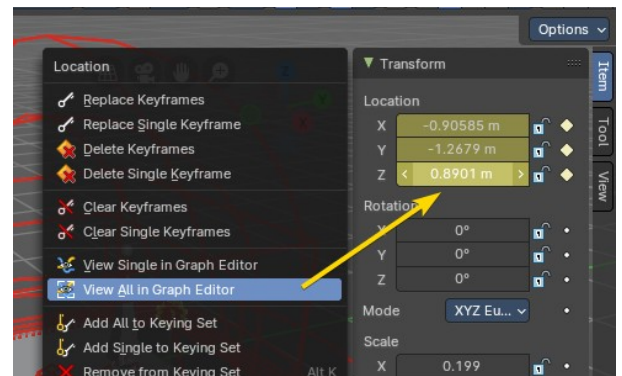 Options
Location
Replace Keyframes
Replace Single Keyframe
Delete Keyframes
Delete Single Keyframe
Clear Keyframes
Clear Single Keyframes
View Single in Graph Editor
View All in Graph Editor
Add All to Keying Set
Add Single to Keying Set
Remove from Keying Set Alt K
Transform
Location
X -0.90585 m
Y -1.2679 m
Z 0.8901 m
Rotation
X 0°
Y 0°
Z 0°
Mode XYZ Eu...
Scale
X 0.199
Item
Tool
View